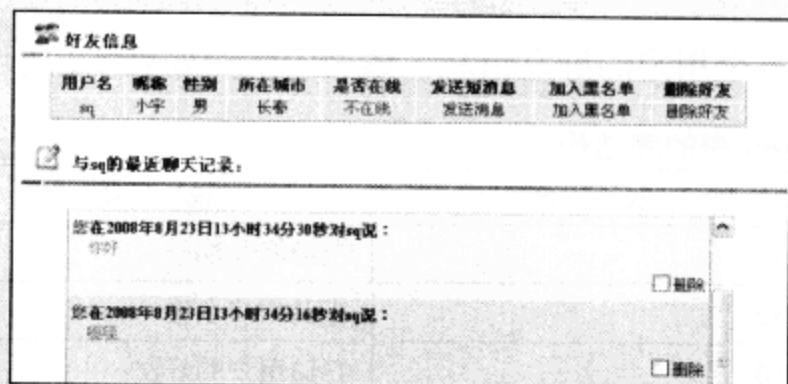 好友信息
用户名 昵称 性别 所在城市 是否在线 发送短消息 加入黑名单 删除好友
sq 小宇 男 长春 不在线 发送消息 加入黑名单 删除好友
与sq的最近聊天记录：
您在2008年8月23日13小时34分30秒对sq说：
你好
删除
您在2008年8月23日13小时34分16秒对sq说：
删除